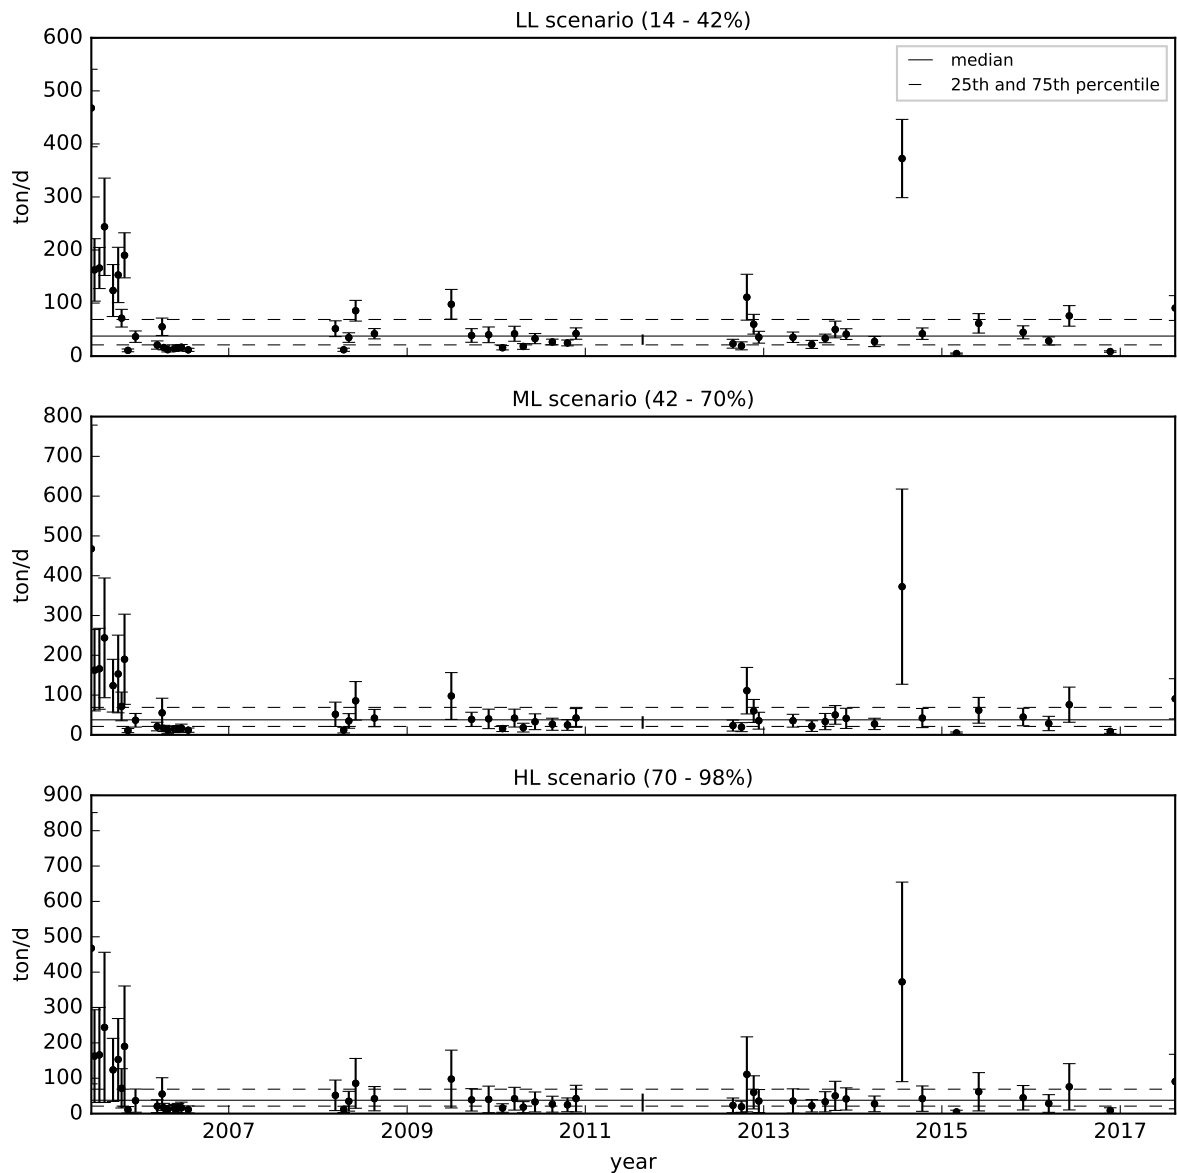 LL scenario (14 - 42%)
600
500
400
300
200
100
0
ton/d
median
25th and 75th percentile
ML scenario (42 - 70%)
800
700
600
500
400
300
200
100
0
ton/d
HL scenario (70 - 98%)
900
800
700
600
500
400
300
200
100
0
ton/d
2007 2009 2011 2013 2015 2017
year